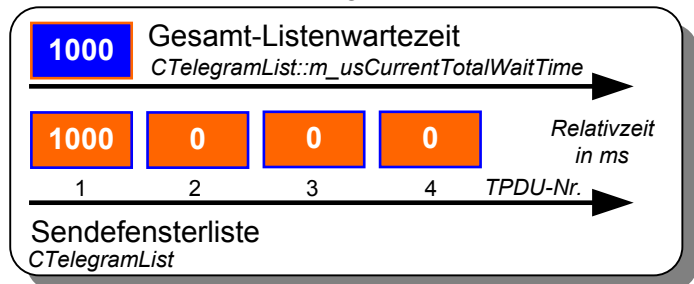 1000
Gesamt-Listenwartezeit
CTelegramList::m_usCurrentTotalWaitTime
1000 0 0 0
Relativzeit
in ms
1 2 3 4 TPDU-Nr.
Sendefensterliste
CTelegramList